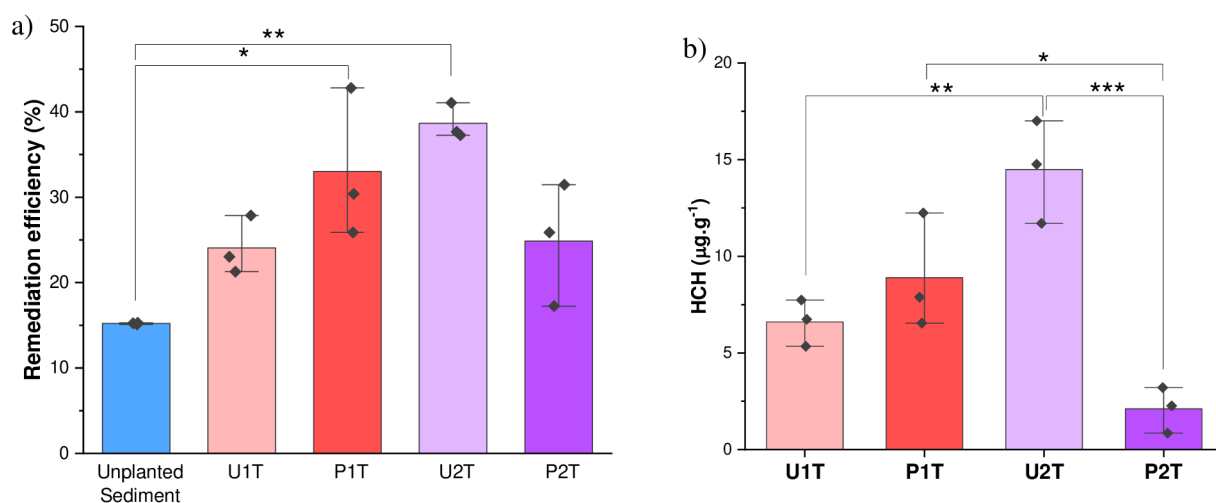 a)
**
*
50
40
30
20
10
0
Remediation efficiency (%)
Unplanted
Sediment
U1T
P1T
U2T
P2T
b)
*
**
***
20
15
10
5
0
HCH (µg.g⁻¹)
U1T
P1T
U2T
P2T